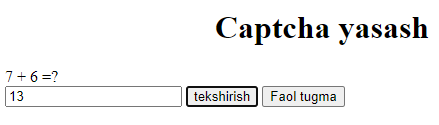 Captcha yasash
7 + 6 =?
13 tekshirish Faol tugma